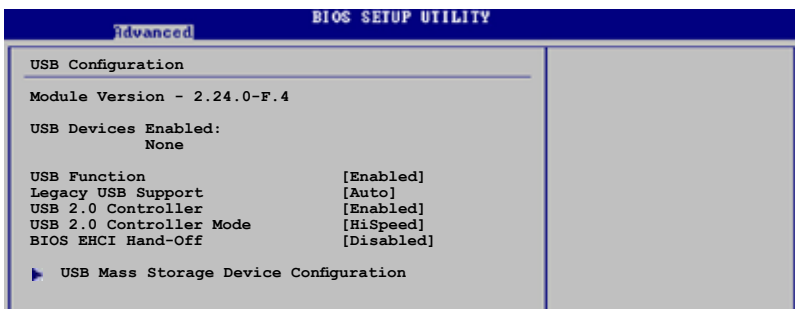 BIOS SETUP UTILITY
Advanced
USB Configuration
Module Version - 2.24.0-F.4
USB Devices Enabled:
None
USB Function [Enabled]
Legacy USB Support [Auto]
USB 2.0 Controller [Enabled]
USB 2.0 Controller Mode [HiSpeed]
BIOS EHCI Hand-Off [Disabled]
USB Mass Storage Device Configuration